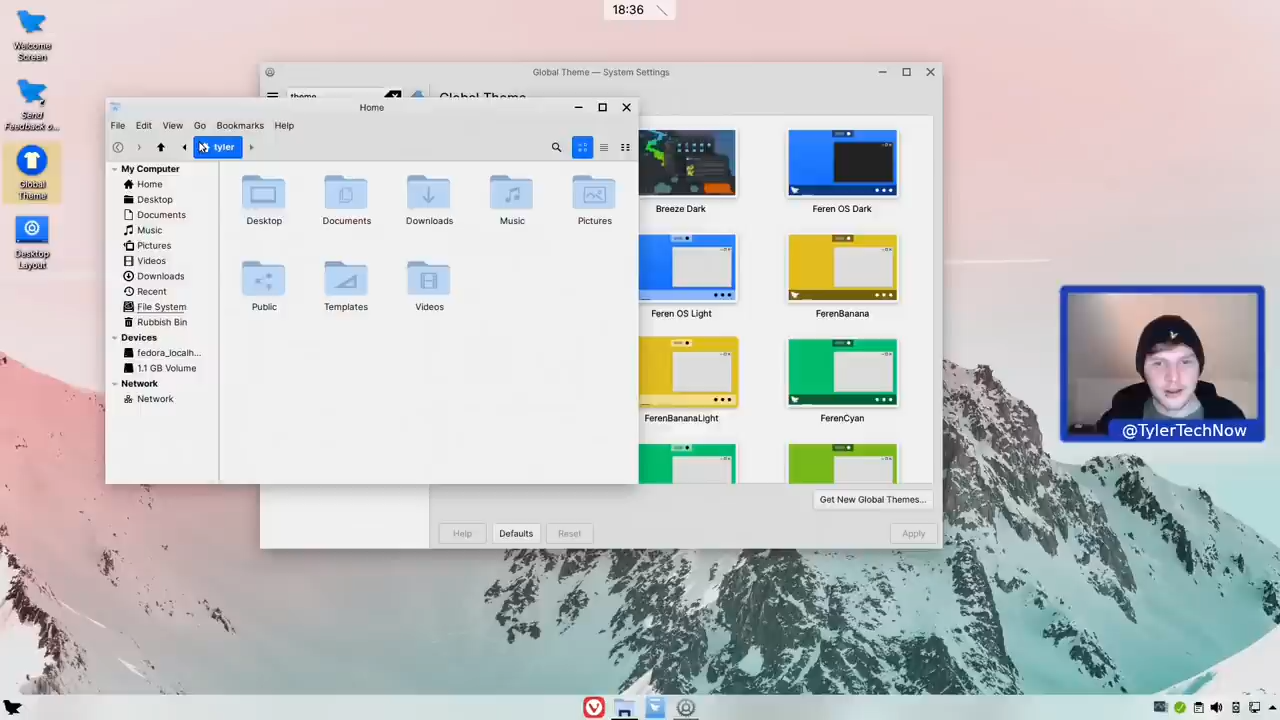 18:36
Welcome
Screen
Send
Feedback o...
Global
Theme
Desktop
Layout
Global Theme — System Settings
theme
Global Theme
Home
File
Edit
View
Go
Bookmarks
Help
tyler
My Computer
Home
Desktop
Documents
Music
Pictures
Videos
Downloads
Recent
File System
Rubbish Bin
Devices
fedora_localh...
1.1 GB Volume
Network
Network
Desktop
Documents
Downloads
Music
Pictures
Public
Templates
Videos
Breeze Dark
Feren OS Dark
Feren OS Light
FerenBanana
FerenBananaLight
FerenCyan
Get New Global Themes...
Help
Defaults
Reset
Apply
@TylerTechNow